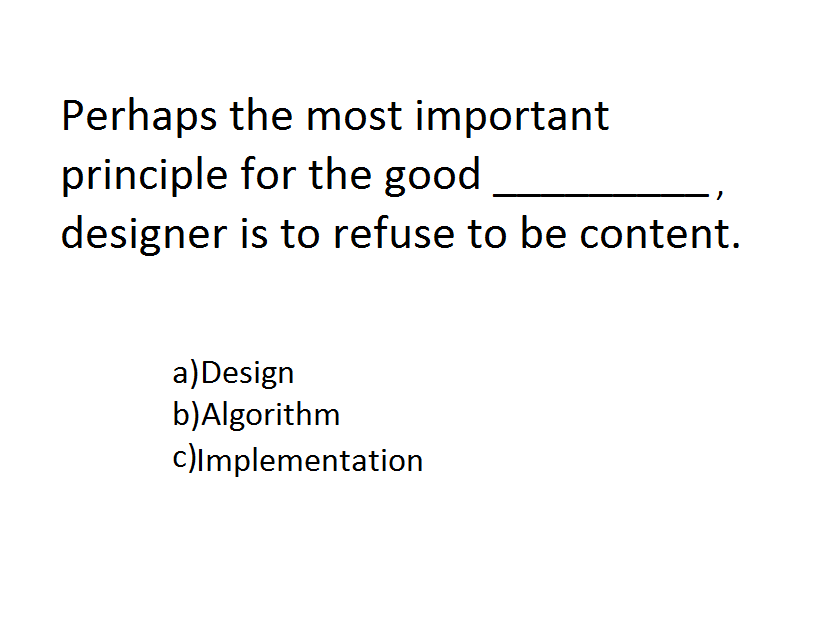 Perhaps the most important
principle for the good _________ ,
designer is to refuse to be content.
a)Design
b)Algorithm
c)Implementation